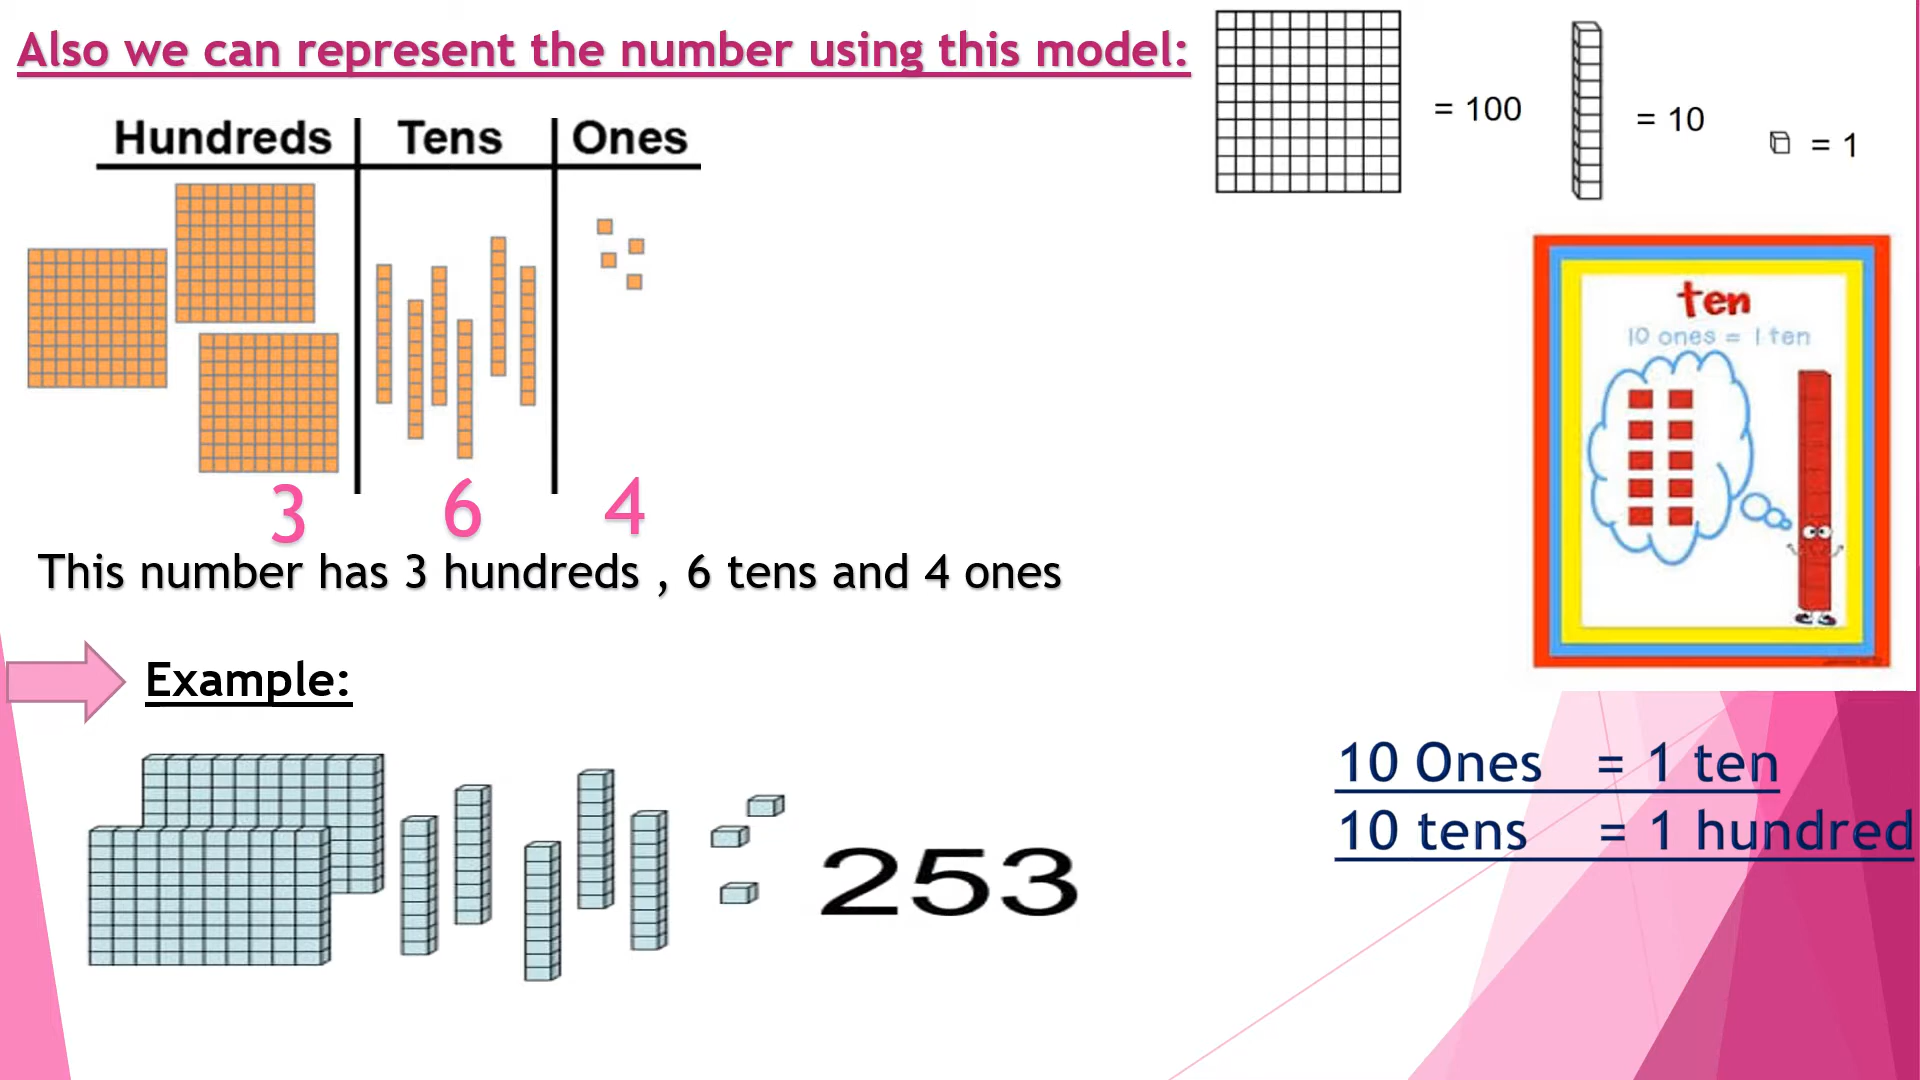 Also we can represent the number using this model:
= 100
= 10
= 1
Hundreds Tens Ones
3 6 4
This number has 3 hundreds , 6 tens and 4 ones
ten
10 ones = 1 ten
Example:
253
10 Ones = 1 ten
10 tens = 1 hundred